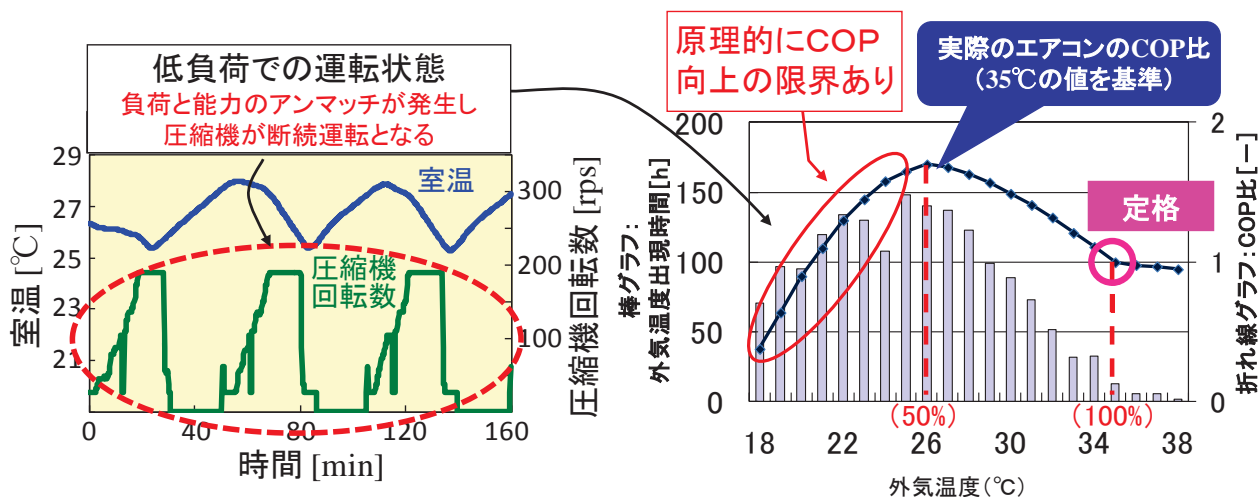 低負荷での運転状態
負荷と能力のアンマッチが発生し
圧縮機が断続運転となる
29
27
25
23
21
室温 [℃]
室温
圧縮機
回転数
300
200
100
圧縮機回転数 [rps]
0
40
80
120
160
時間 [min]
原理的にCOP
向上の限界あり
実際のエアコンのCOP比
(35℃の値を基準)
定格
200
150
100
50
0
棒グラフ:
外気温度出現時間[h]
2
1
0
折れ線グラフ:COP比[—]
(50%)
(100%)
18
22
26
30
34
38
外気温度(℃)